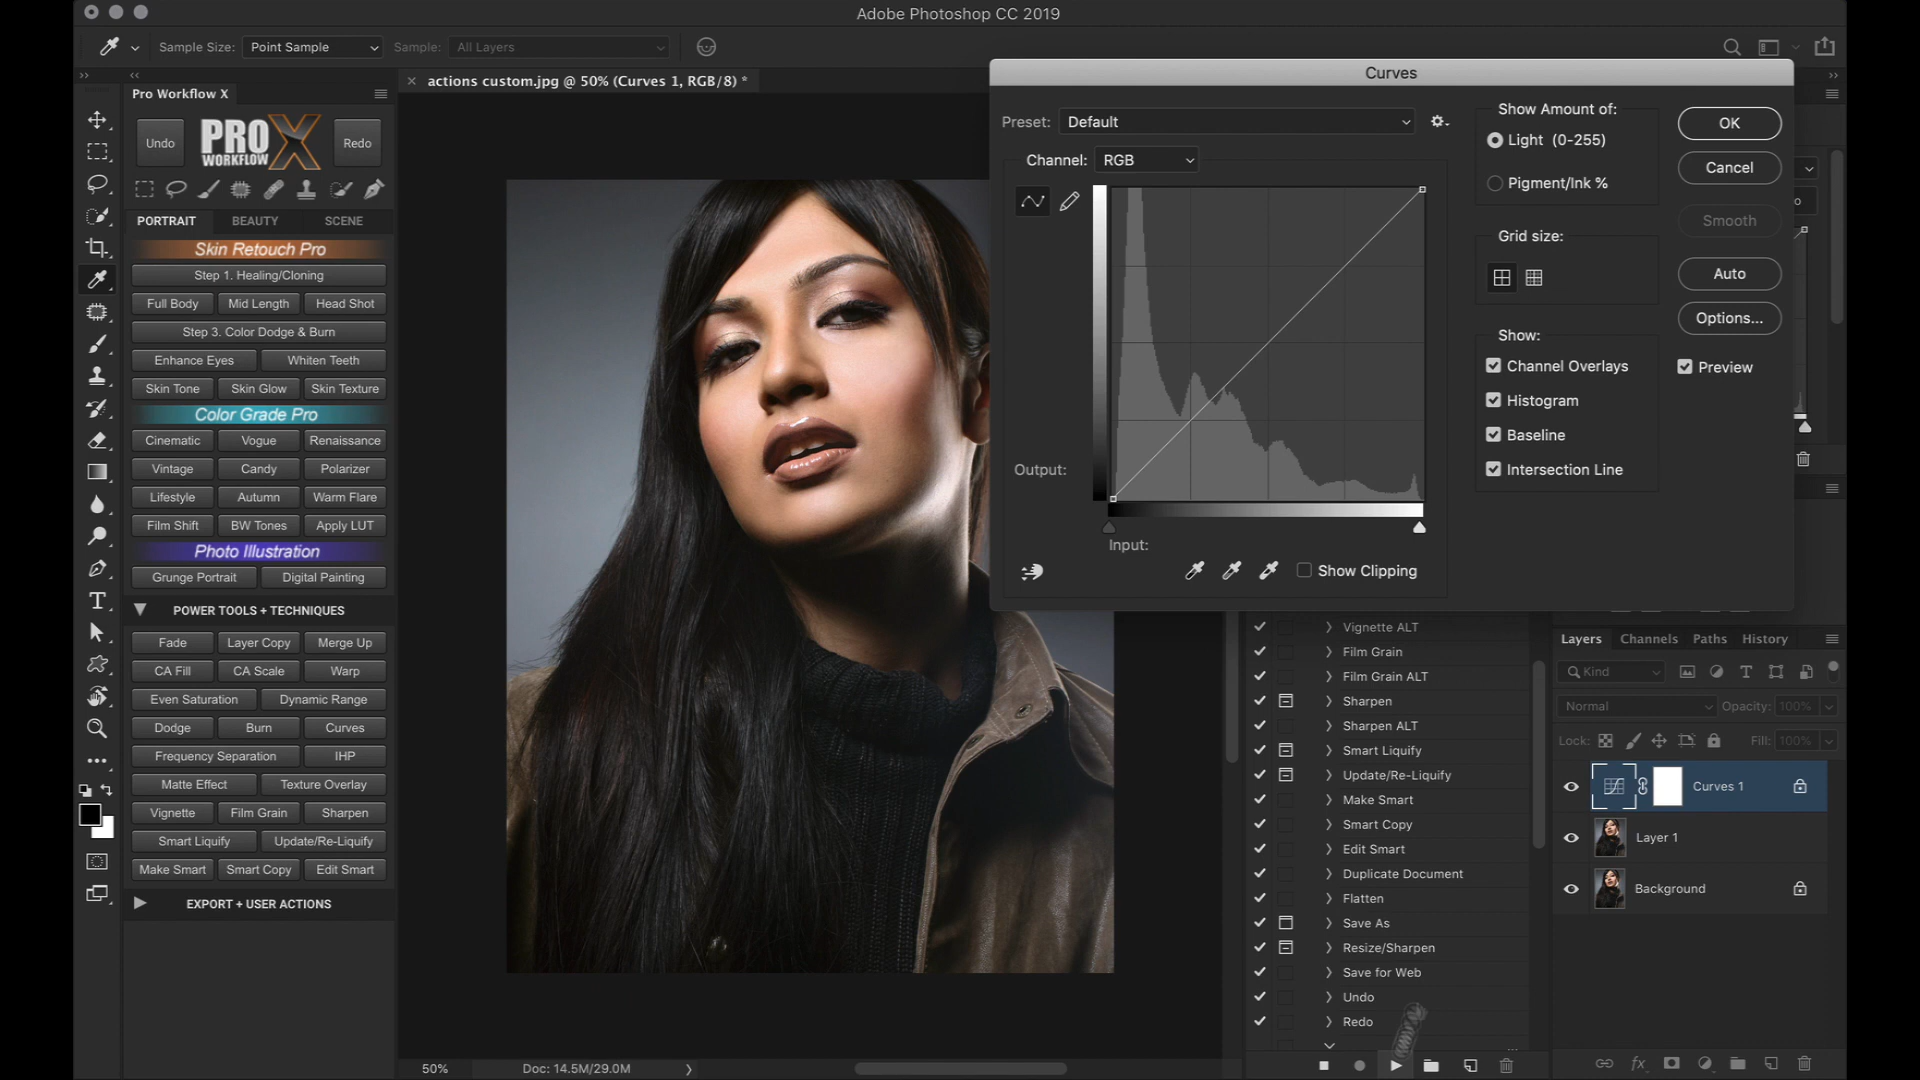 Adobe Photoshop CC 2019
Sample Size: Point Sample Sample: All Layers
Pro Workflow X
Undo PRO WORKFLOW X Redo
PORTRAIT BEAUTY SCENE
Skin Retouch Pro
Step 1. Healing/Cloning
Full Body Mid Length Head Shot
Step 3. Color Dodge & Burn
Enhance Eyes Whiten Teeth
Skin Tone Skin Glow Skin Texture
Color Grade Pro
Cinematic Vogue Renaissance
Vintage Candy Polarizer
Lifestyle Autumn Warm Flare
Film Shift BW Tones Apply LUT
Photo Illustration
Grunge Portrait Digital Painting
POWER TOOLS + TECHNIQUES
Fade Layer Copy Merge Up
CA Fill CA Scale Warp
Even Saturation Dynamic Range
Dodge Burn Curves
Frequency Separation IHP
Matte Effect Texture Overlay
Vignette Film Grain Sharpen
Smart Liquify Update/Re-Liquify
Make Smart Smart Copy Edit Smart
EXPORT + USER ACTIONS
actions custom.jpg @ 50% (Curves 1, RGB/8) *
50% Doc: 14.5M/29.0M
Curves
Preset: Default
Channel: RGB
Output:
Input:
Show Clipping
Show Amount of:
Light (0-255)
Pigment/Ink %
Grid size:
Show:
Channel Overlays
Histogram
Baseline
Intersection Line
OK
Cancel
Smooth
Auto
Options...
Preview
Vignette ALT
Film Grain
Film Grain ALT
Sharpen
Sharpen ALT
Smart Liquify
Update/Re-Liquify
Make Smart
Smart Copy
Edit Smart
Duplicate Document
Flatten
Save As
Resize/Sharpen
Save for Web
Undo
Redo
Layers Channels Paths History
Kind
Normal Opacity: 100%
Lock: Fill: 100%
Curves 1
Layer 1
Background